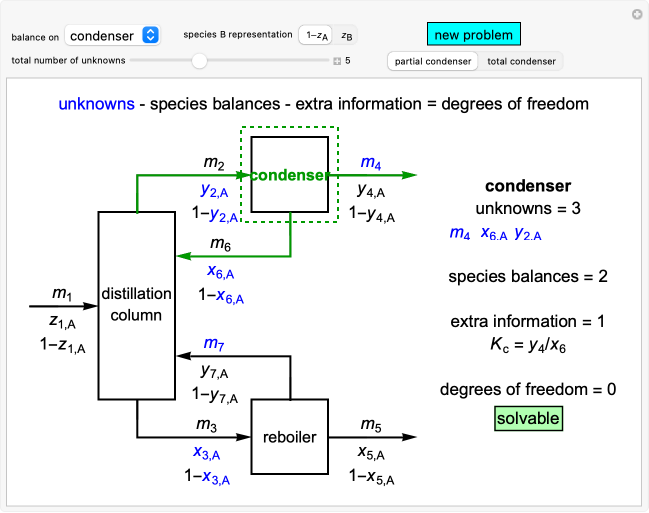 balance on condenser
species B representation 1−zA zB
new problem
total number of unknowns 5
partial condenser total condenser
unknowns - species balances - extra information = degrees of freedom
m2
y2,A
1−y2,A
condenser
m4
y4,A
1−y4,A
m6
x6,A
1−x6,A
m1
z1,A
1−z1,A
distillation
column
m7
y7,A
1−y7,A
m3
x3,A
1−x3,A
reboiler
m5
x5,A
1−x5,A
condenser
unknowns = 3
m4 x6,A y2,A
species balances = 2
extra information = 1
Kc = y4/x6
degrees of freedom = 0
solvable